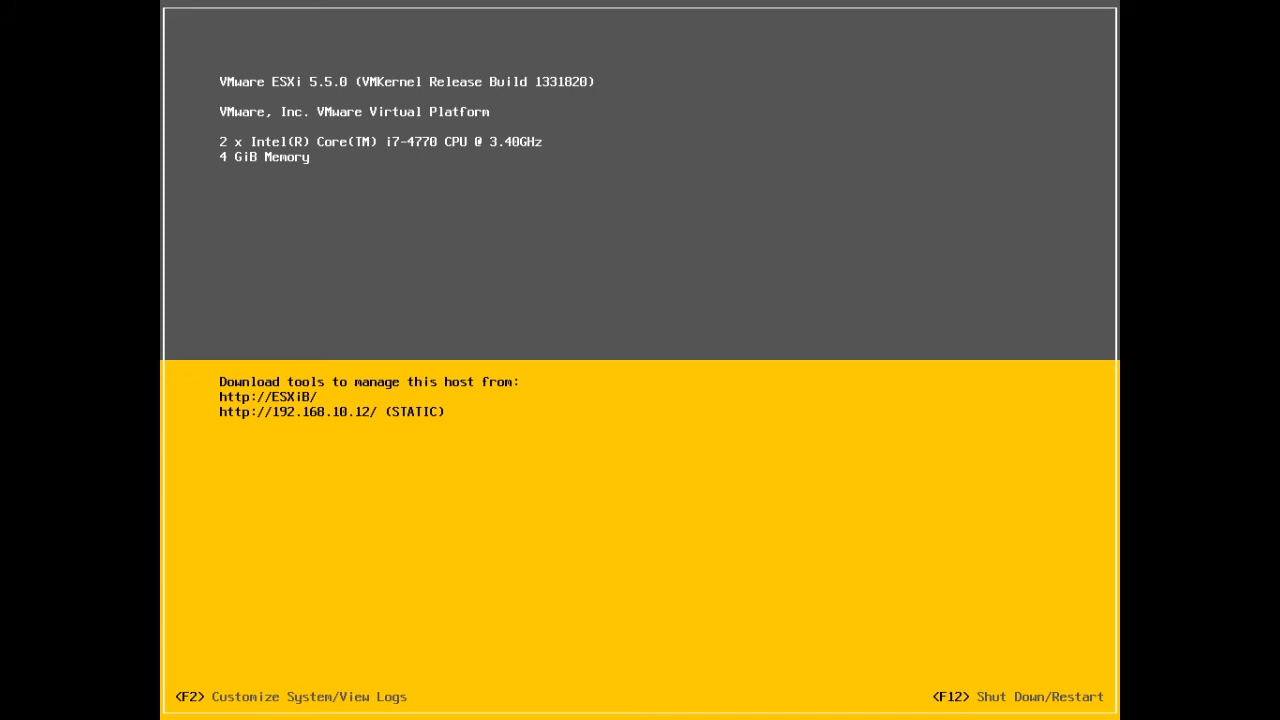 VMware ESXi 5.5.0 (VMKernel Release Build 1331820)
VMware, Inc. VMware Virtual Platform
2 x Intel(R) Core(TM) i7-4770 CPU @ 3.40GHz
4 GiB Memory
Download tools to manage this host from:
http://ESXiB/
http://192.168.10.12/ (STATIC)
<F2> Customize System/View Logs
<F12> Shut Down/Restart